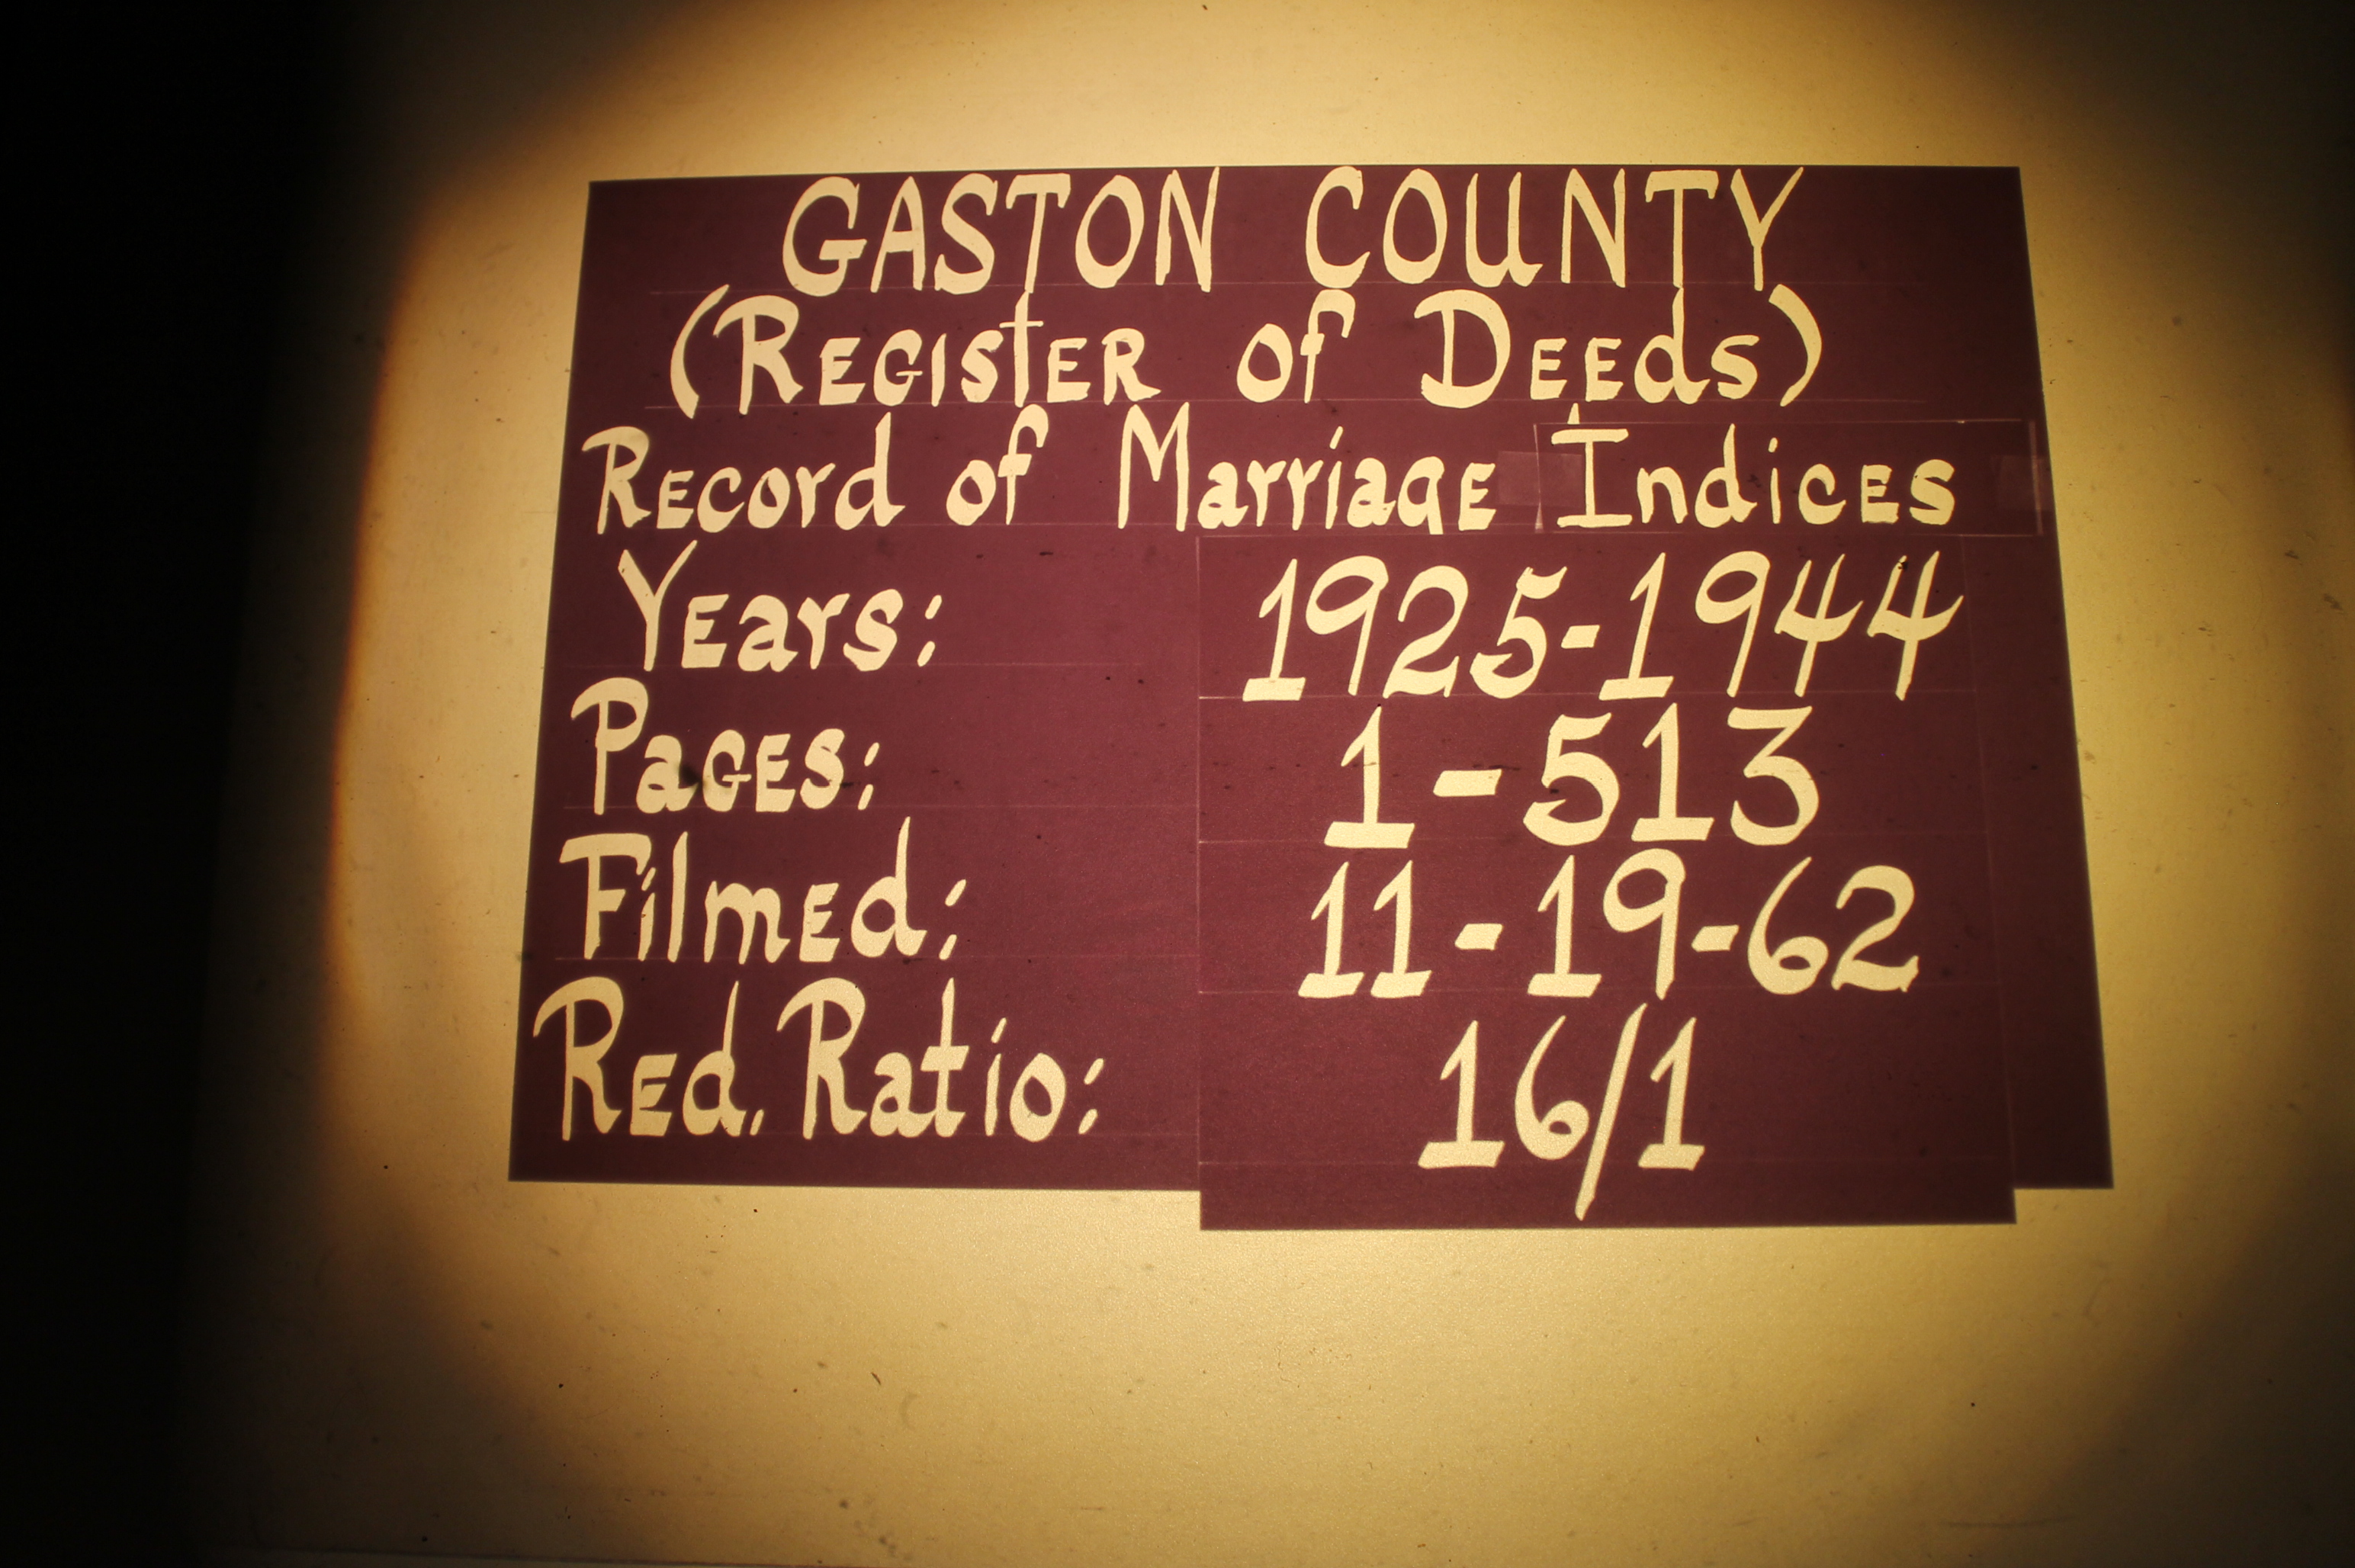 GASTON COUNTY
(REGISTER of DEEds)
RECord of MarriagE IndicES
YEars: 1925-1944
PaGEs: 1-513
FilmEd: 11-19-62
REd. Ratio: 16/1